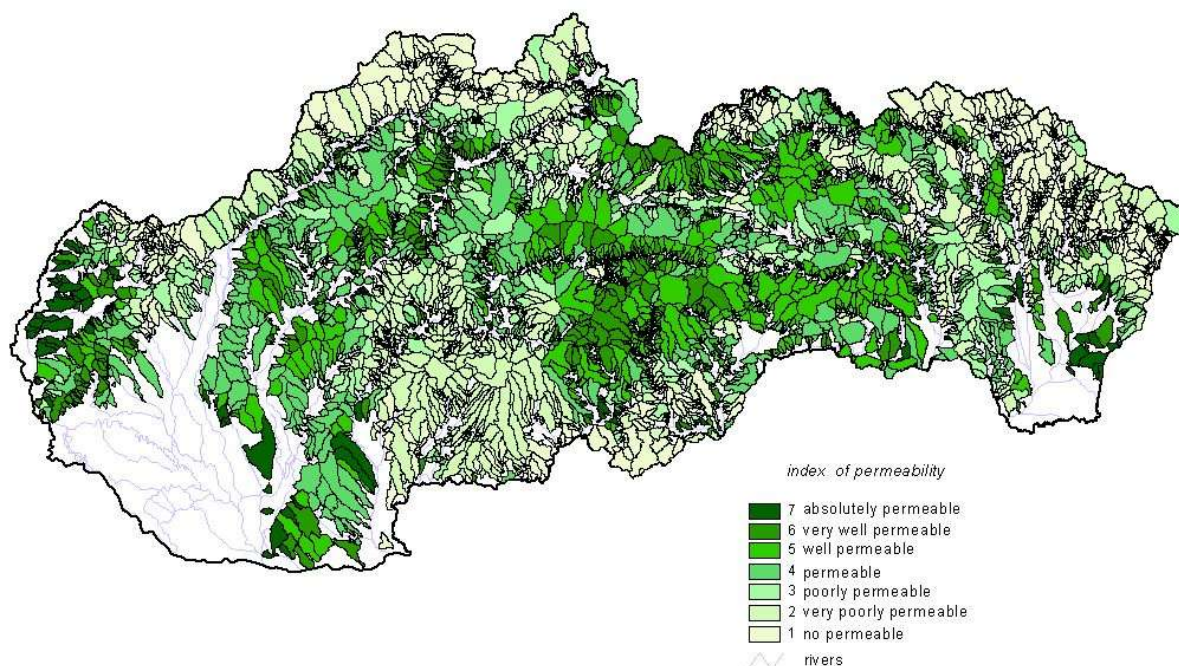 index of permeability
7 absolutely permeable
6 very well permeable
5 well permeable
4 permeable
3 poorly permeable
2 very poorly permeable
1 no permeable
rivers